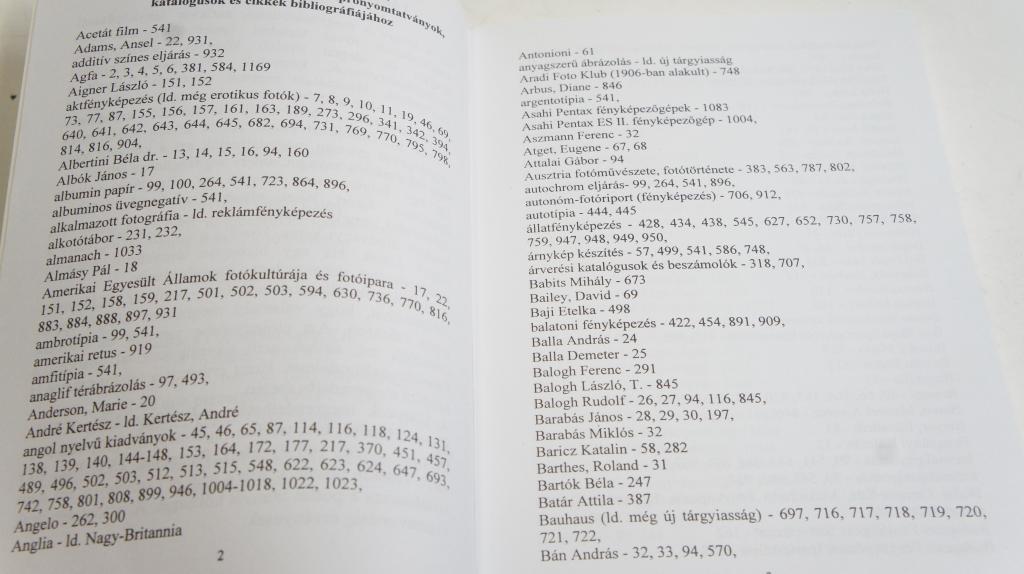 aprónyomtatványok,
katalógusok és cikkek bibliográfiájához
Acetát film - 541
Adams, Ansel - 22, 931,
additív színes eljárás - 932
Agfa - 2, 3, 4, 5, 6, 381, 584, 1169
Aigner László - 151, 152
aktfényképezés (ld. még erotikus fotók) - 7, 8, 9, 10, 11, 19, 46, 69,
73, 77, 87, 155, 156, 157, 161, 163, 189, 273, 296, 341, 342, 394,
640, 641, 642, 643, 644, 645, 682, 694, 731, 769, 770, 795, 798,
814, 816, 904,
Albertini Béla dr. - 13, 14, 15, 16, 94, 160
Albók János - 17
albumin papír - 99, 100, 264, 541, 723, 864, 896,
albuminos üvegnegatív - 541,
alkalmazott fotográfia - ld. reklámfényképezés
alkotótábor - 231, 232,
almanach - 1033
Almásy Pál - 18
Amerikai Egyesült Államok fotókultúrája és fotóipara - 17, 22,
151, 152, 158, 159, 217, 501, 502, 503, 594, 630, 736, 770, 816,
883, 884, 888, 897, 931
ambrotípia - 99, 541,
amerikai retus - 919
amfitípia - 541,
anaglif térábrázolás - 97, 493,
Anderson, Marie - 20
André Kertész - ld. Kertész, André
angol nyelvű kiadványok - 45, 46, 65, 87, 114, 116, 118, 124, 131,
138, 139, 140, 144-148, 153, 164, 172, 177, 217, 370, 451, 457,
489, 496, 502, 503, 512, 513, 515, 548, 622, 623, 624, 647, 693,
742, 758, 801, 808, 899, 946, 1004-1018, 1022, 1023,
Angelo - 262, 300
Anglia - ld. Nagy-Britannia
2
Antonioni - 61
anyagszerű ábrázolás - ld. új tárgyiasság
Aradi Foto Klub (1906-ban alakult) - 748
Arbus, Diane - 846
argentotípia - 541,
Asahi Pentax fényképezőgépek - 1083
Asahi Pentax ES II. fényképezőgép - 1004,
Aszmann Ferenc - 32
Atget, Eugene - 67, 68
Attalai Gábor - 94
Ausztria fotóművészete, fotótörténete - 383, 563, 787, 802,
autochrom eljárás- 99, 264, 541, 896,
autonóm-fotóriport (fényképezés) - 706, 912,
autotípia - 444, 445
állatfényképezés - 428, 434, 438, 545, 627, 652, 730, 757, 758,
759, 947, 948, 949, 950,
árnykép készítés - 57, 499, 541, 586, 748,
árverési katalógusok és beszámolók - 318, 707,
Babits Mihály - 673
Bailey, David - 69
Baji Etelka - 498
balatoni fényképezés - 422, 454, 891, 909,
Balla András - 24
Balla Demeter - 25
Balogh Ferenc - 291
Balogh László, T. - 845
Balogh Rudolf - 26, 27, 94, 116, 845,
Barabás János - 28, 29, 30, 197,
Barabás Miklós - 32
Baricz Katalin - 58, 282
Barthes, Roland - 31
Bartók Béla - 247
Batár Attila - 387
Bauhaus (ld. még új tárgyiasság) - 697, 716, 717, 718, 719, 720,
721, 722,
Bán András - 32, 33, 94, 570,